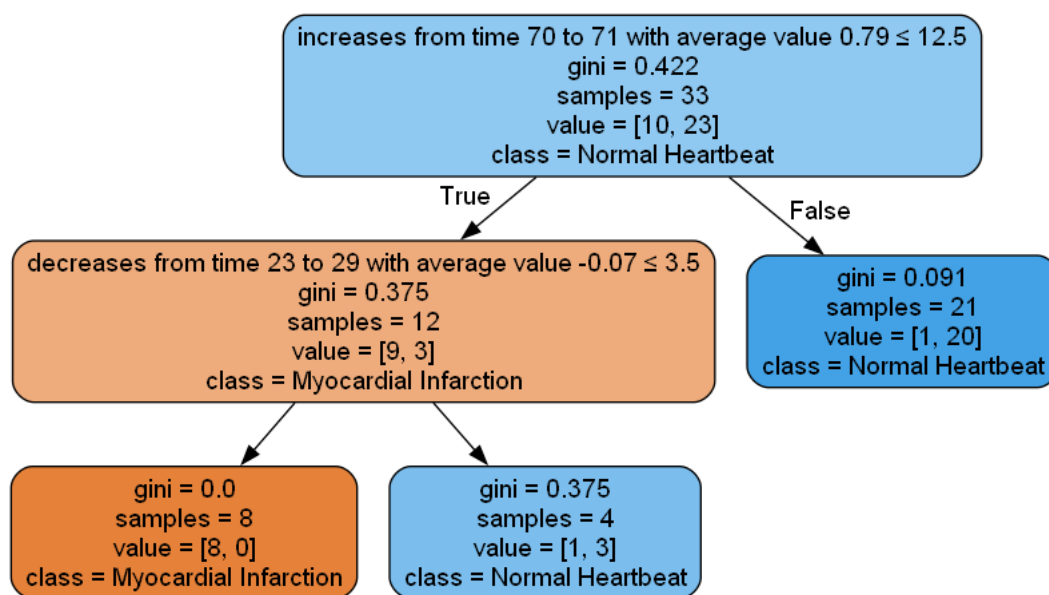 increases from time 70 to 71 with average value 0.79 ≤ 12.5
gini = 0.422
samples = 33
value = [10, 23]
class = Normal Heartbeat
True
False
decreases from time 23 to 29 with average value -0.07 ≤ 3.5
gini = 0.375
samples = 12
value = [9, 3]
class = Myocardial Infarction
gini = 0.091
samples = 21
value = [1, 20]
class = Normal Heartbeat
gini = 0.0
samples = 8
value = [8, 0]
class = Myocardial Infarction
gini = 0.375
samples = 4
value = [1, 3]
class = Normal Heartbeat